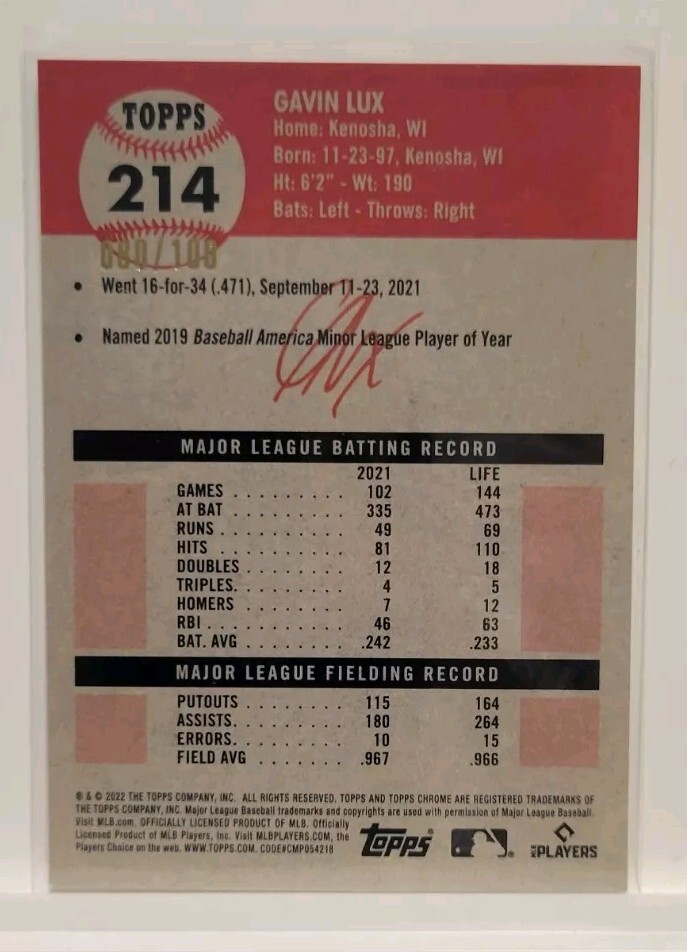 TOPPS
214
GAVIN LUX
Home: Kenosha, WI
Born: 11-23-97, Kenosha, WI
Ht: 6'2" - Wt: 190
Bats: Left - Throws: Right
• Went 16-for-34 (.471), September 11-23, 2021
• Named 2019 Baseball America Minor League Player of Year
MAJOR LEAGUE BATTING RECORD
2021 LIFE
GAMES . . . . . . . . . 102 144
AT BAT . . . . . . . . . 335 473
RUNS . . . . . . . . . . 49 69
HITS . . . . . . . . . . 81 110
DOUBLES . . . . . . . . 12 18
TRIPLES. . . . . . . . . 4 5
HOMERS . . . . . . . . 7 12
RBI . . . . . . . . . . . 46 63
BAT. AVG . . . . . . . . .242 .233
MAJOR LEAGUE FIELDING RECORD
PUTOUTS . . . . . . . . 115 164
ASSISTS. . . . . . . . . 180 264
ERRORS. . . . . . . . . 10 15
FIELD AVG . . . . . . . .967 .966
® & © 2022 THE TOPPS COMPANY, INC. ALL RIGHTS RESERVED. TOPPS AND TOPPS CHROME ARE REGISTERED TRADEMARKS OF
THE TOPPS COMPANY, INC. Major League Baseball trademarks and copyrights are used with permission of Major League Baseball.
Visit MLB.com. OFFICIALLY LICENSED PRODUCT OF MLB. Officially
Licensed Product of MLB Players, Inc. Visit MLBPLAYERS.COM, the
Players Choice on the web. WWW.TOPPS.COM. CODE#CMP054218
Topps®
MLB PLAYERS